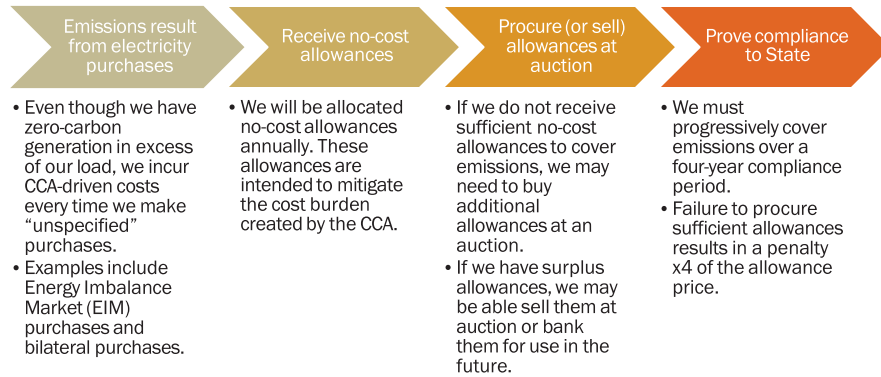 Emissions result
from electricity
purchases
• Even though we have
zero-carbon
generation in excess
of our load, we incur
CCA-driven costs
every time we make
“unspecified”
purchases.
• Examples include
Energy Imbalance
Market (EIM)
purchases and
bilateral purchases.
Receive no-cost
allowances
• We will be allocated
no-cost allowances
annually. These
allowances are
intended to mitigate
the cost burden
created by the CCA.
Procure (or sell)
allowances at
auction
• If we do not receive
sufficient no-cost
allowances to cover
emissions, we may
need to buy
additional
allowances at an
auction.
• If we have surplus
allowances, we may
be able sell them at
auction or bank
them for use in the
future.
Prove compliance
to State
• We must
progressively cover
emissions over a
four-year compliance
period.
• Failure to procure
sufficient allowances
results in a penalty
x4 of the allowance
price.